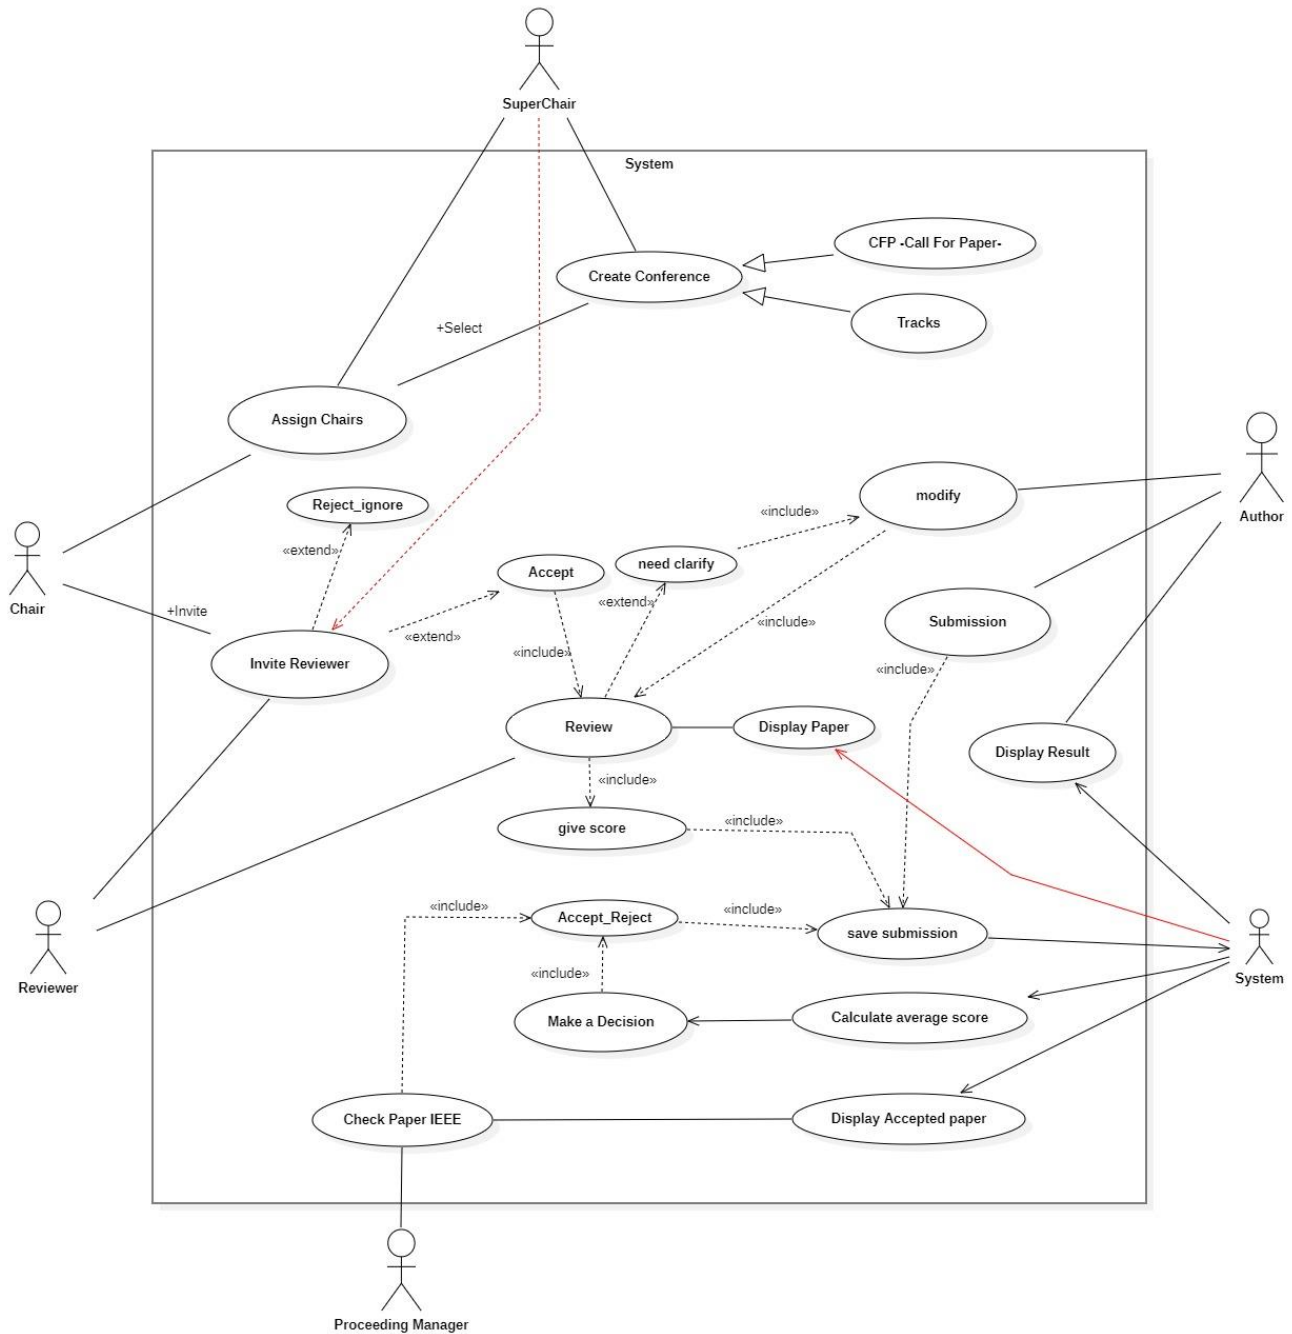 SuperChair
System
CFP -Call For Paper-
Create Conference
Tracks
+Select
Assign Chairs
modify
Reject_ignore
Author
«include»
«extend»
need clarify
Accept
Chair
«extend»
+Invite
«include»
Submission
«extend»
«include»
«include»
Invite Reviewer
Review
Display Paper
Display Result
«include»
give score
«include»
«include»
Accept_Reject
«include»
save submission
«include»
System
Reviewer
Make a Decision
Calculate average score
Check Paper IEEE
Display Accepted paper
Proceeding Manager